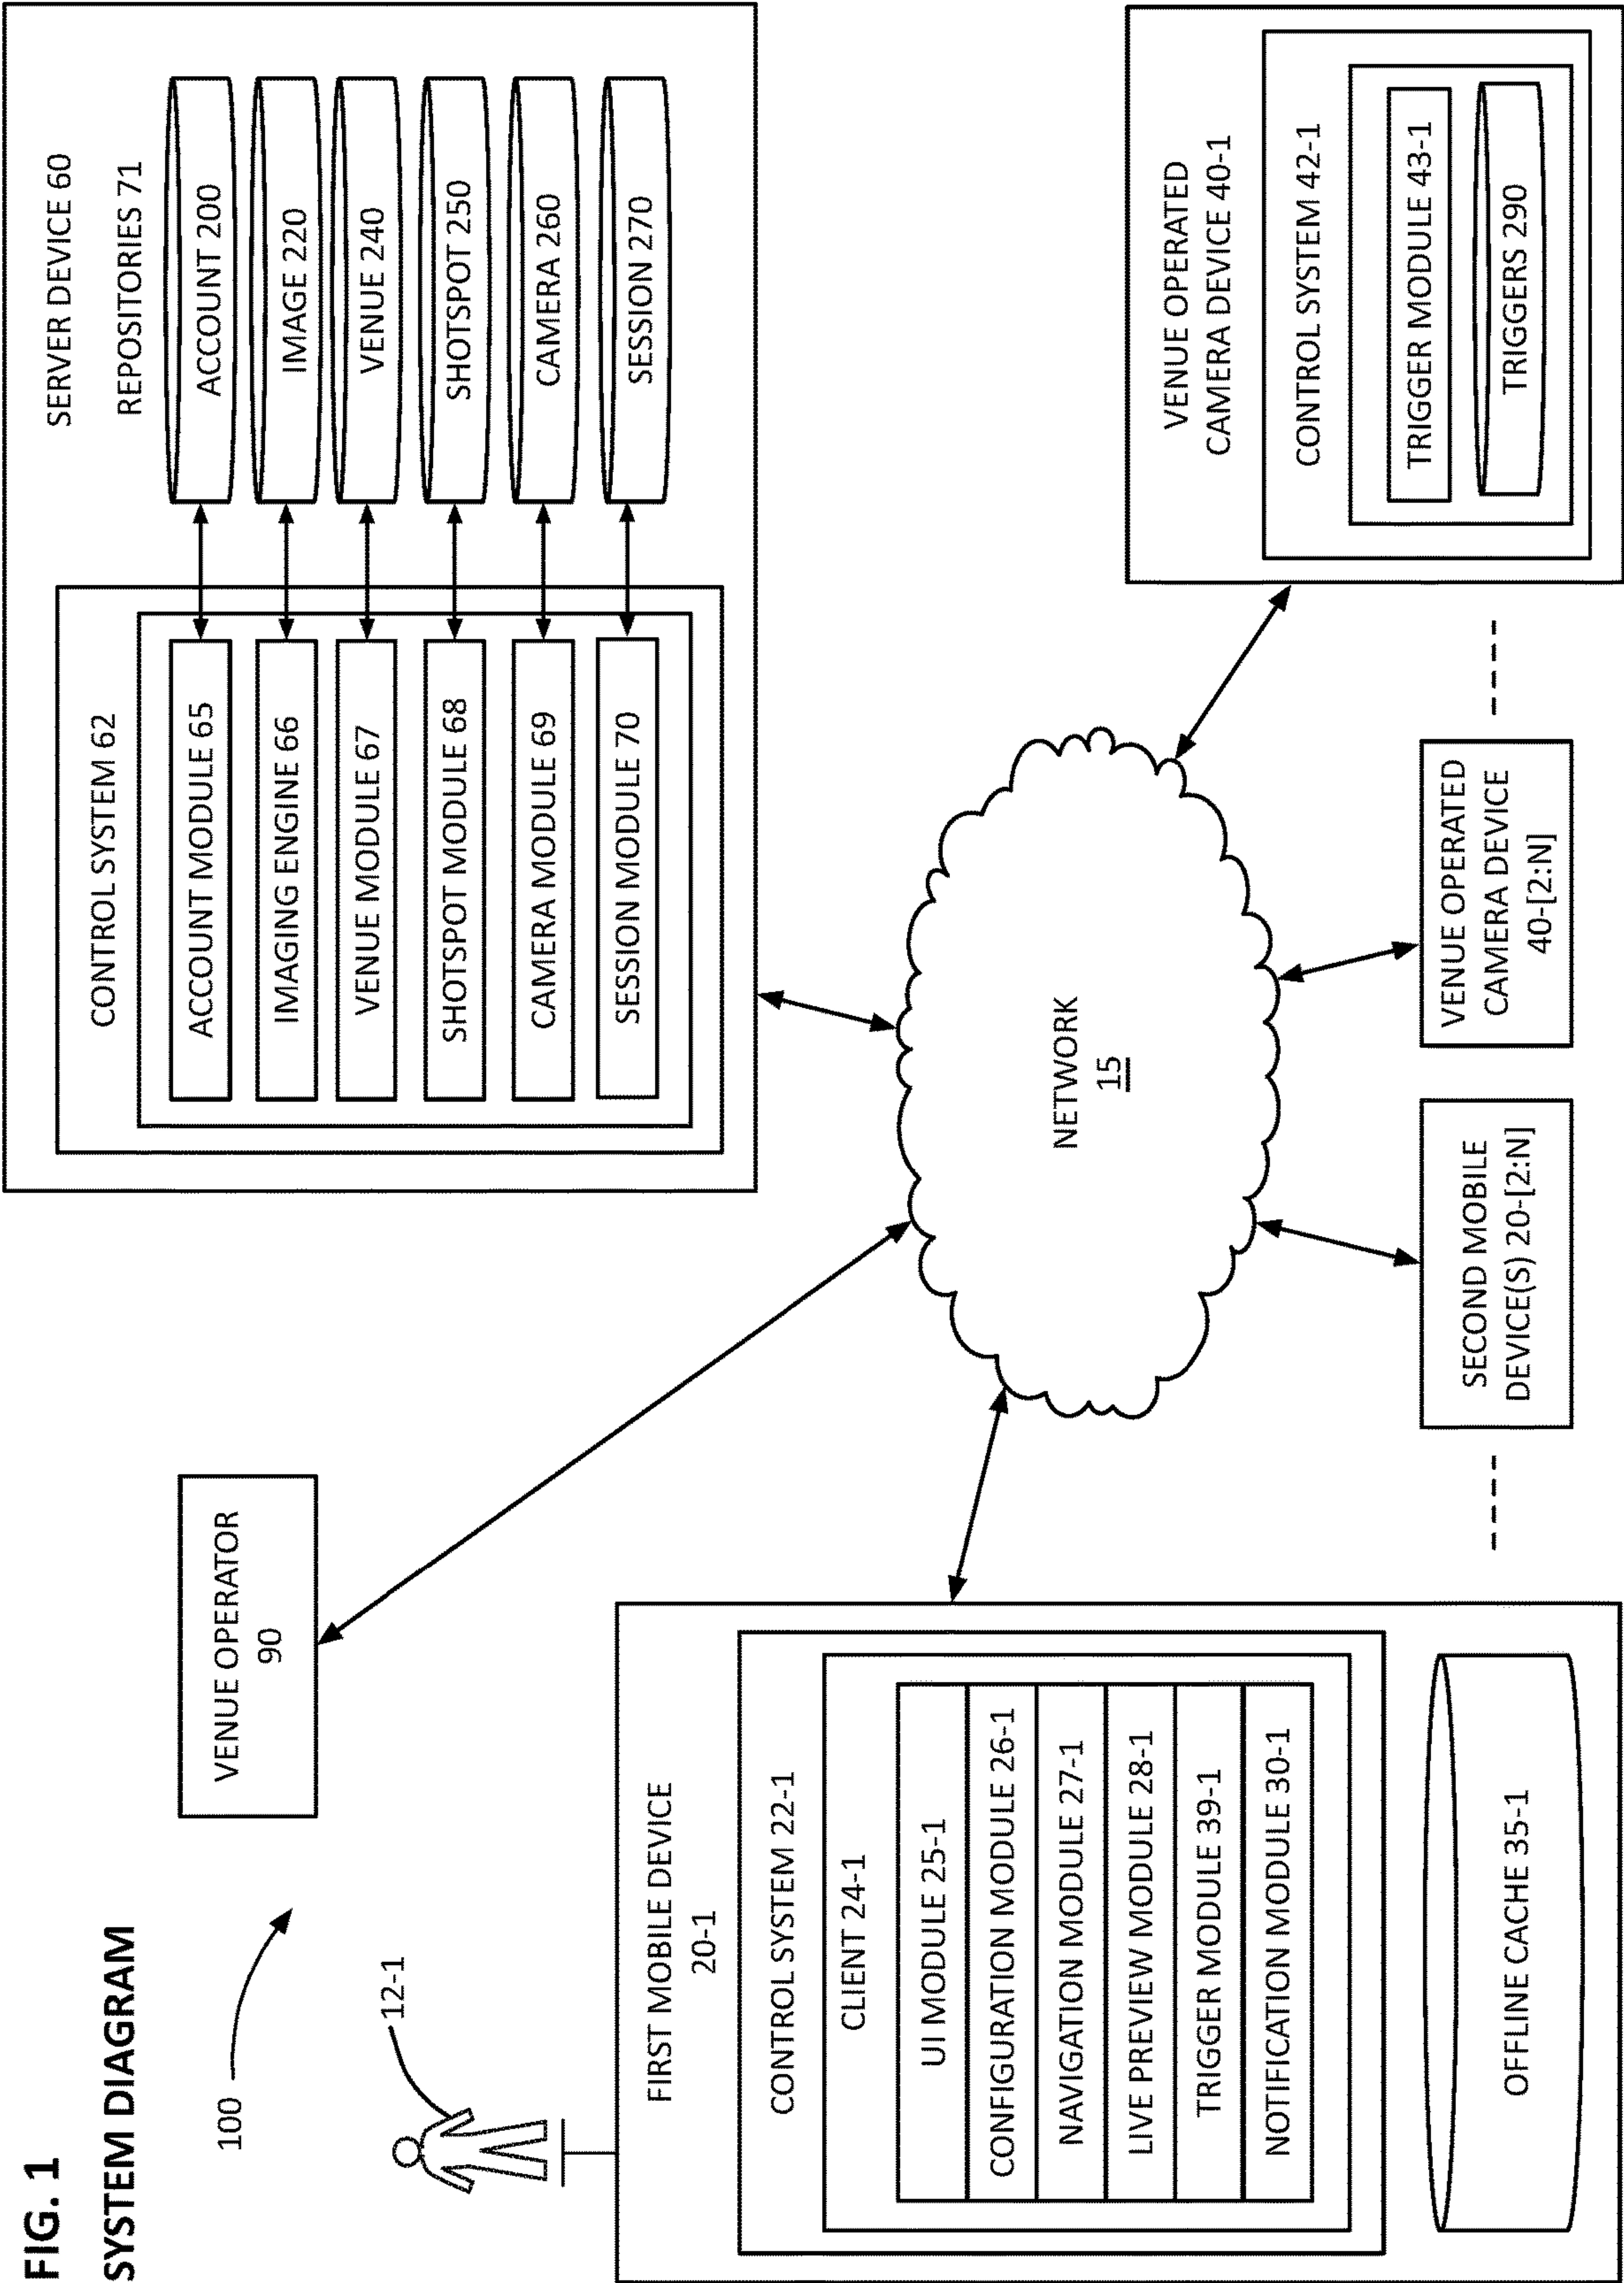 FIG. 1
SYSTEM DIAGRAM
100
12-1
VENUE OPERATOR
90
SERVER DEVICE 60
CONTROL SYSTEM 62
REPOSITORIES 71
ACCOUNT MODULE 65
ACCOUNT 200
IMAGING ENGINE 66
IMAGE 220
VENUE MODULE 67
VENUE 240
SHOTSPOT MODULE 68
SHOTSPOT 250
CAMERA MODULE 69
CAMERA 260
SESSION MODULE 70
SESSION 270
FIRST MOBILE DEVICE
20-1
CONTROL SYSTEM 22-1
CLIENT 24-1
UI MODULE 25-1
CONFIGURATION MODULE 26-1
NAVIGATION MODULE 27-1
LIVE PREVIEW MODULE 28-1
TRIGGER MODULE 39-1
NOTIFICATION MODULE 30-1
OFFLINE CACHE 35-1
NETWORK
15
SECOND MOBILE
DEVICE(S) 20-[2:N]
VENUE OPERATED
CAMERA DEVICE
40-[2:N]
VENUE OPERATED
CAMERA DEVICE 40-1
CONTROL SYSTEM 42-1
TRIGGER MODULE 43-1
TRIGGERS 290